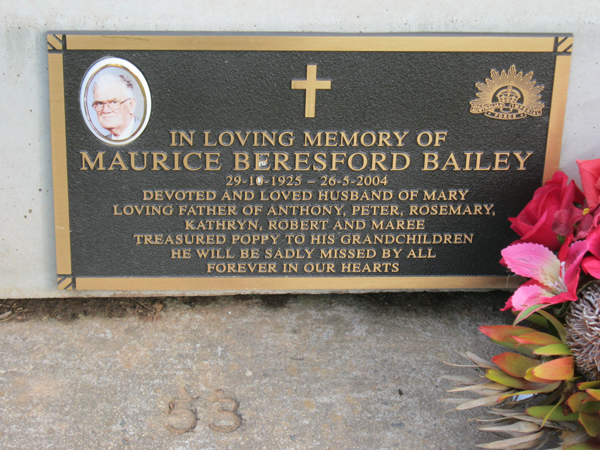 IN LOVING MEMORY OF
MAURICE BERESFORD BAILEY
29-10-1925 – 26-5-2004
DEVOTED AND LOVED HUSBAND OF MARY
LOVING FATHER OF ANTHONY, PETER, ROSEMARY,
KATHRYN, ROBERT AND MAREE
TREASURED POPPY TO HIS GRANDCHILDREN
HE WILL BE SADLY MISSED BY ALL
FOREVER IN OUR HEARTS
53